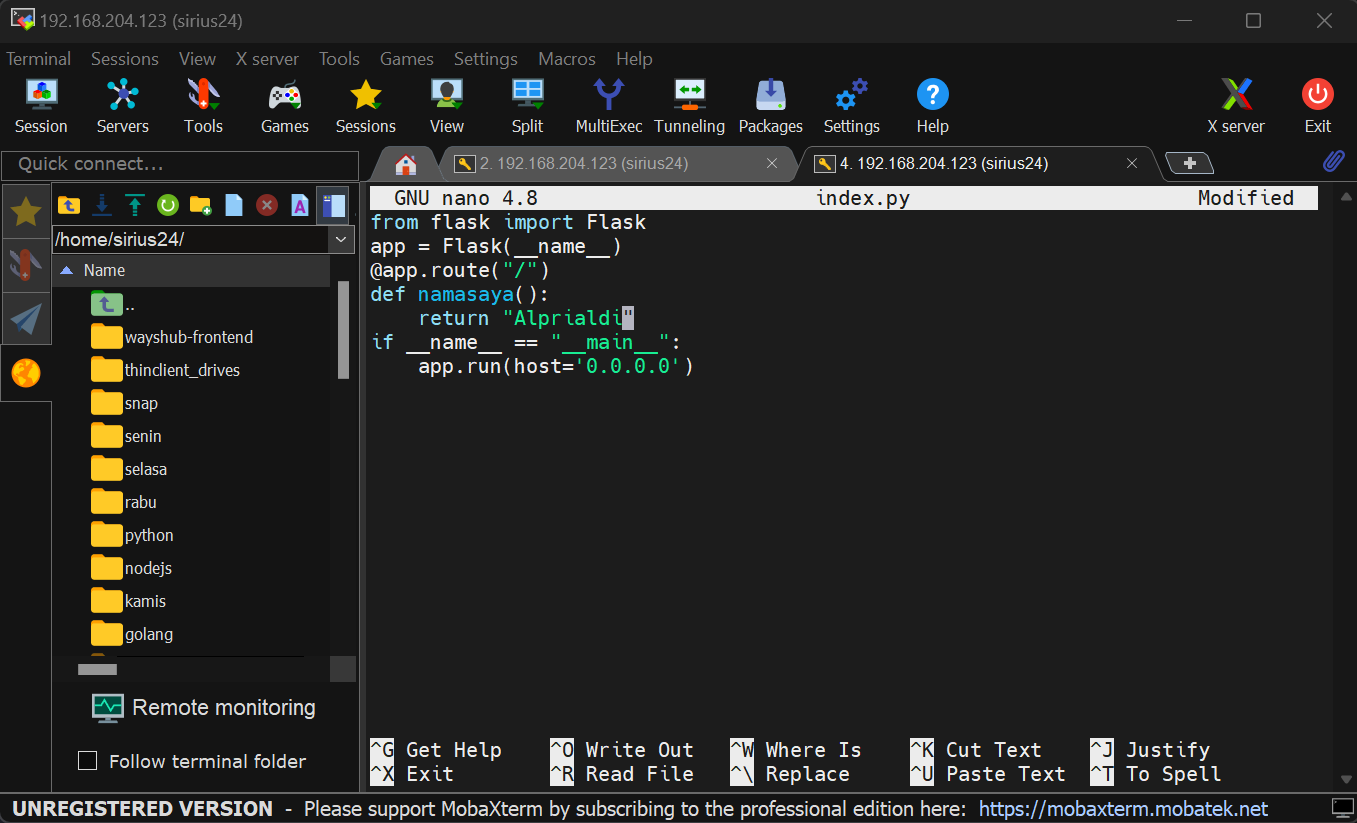 192.168.204.123 (sirius24)
Terminal Sessions View X server Tools Games Settings Macros Help
Session Servers Tools Games Sessions View Split MultiExec Tunneling Packages Settings Help X server Exit
Quick connect...
2. 192.168.204.123 (sirius24)
4. 192.168.204.123 (sirius24)
/home/sirius24/
Name
..
wayshub-frontend
thinclient_drives
snap
senin
selasa
rabu
python
nodejs
kamis
golang
Remote monitoring
Follow terminal folder
GNU nano 4.8 index.py Modified
from flask import Flask
app = Flask(__name__)
@app.route("/")
def namasaya():
    return "Alprialdi"
if __name__ == "__main__":
    app.run(host='0.0.0.0')
^G Get Help ^O Write Out ^W Where Is ^K Cut Text ^J Justify
^X Exit ^R Read File ^\ Replace ^U Paste Text ^T To Spell
UNREGISTERED VERSION - Please support MobaXterm by subscribing to the professional edition here: https://mobaxterm.mobatek.net